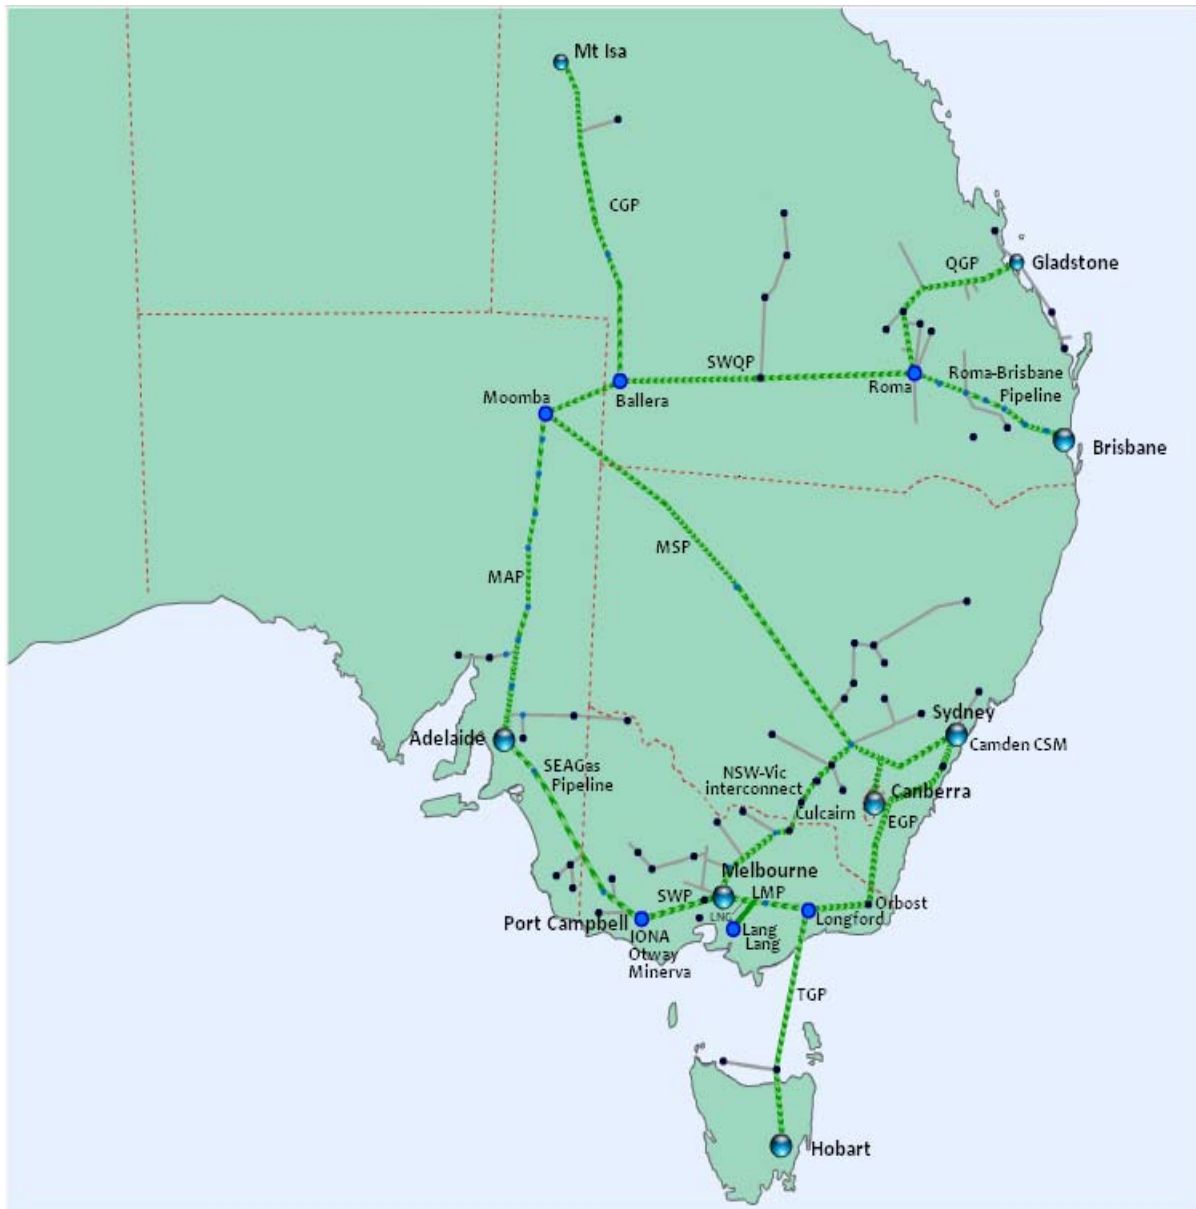 Mt Isa
CGP
QGP
Gladstone
SWQP
Roma-Brisbane
Pipeline
Roma
Moomba
Ballera
Brisbane
MSP
MAP
Sydney
Camden CSM
Adelaide
SEAGas
Pipeline
NSW-Vic
interconnect
Canberra
Culcairn
EGP
Melbourne
SWP
LMP
Orbost
LNG
Longford
Port Campbell
IONA
Otway
Minerva
Lang
Lang
TGP
Hobart